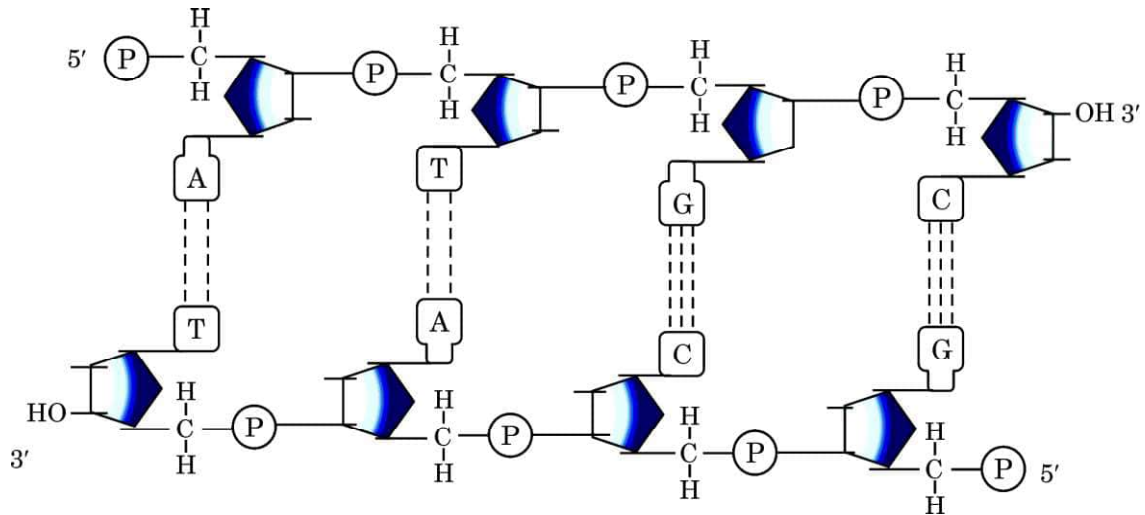 H H H H
5′ P C P C P C P C OH 3′
H H H H
A T G C
T A C G
H H H H
HO C P C P C P C P 5′
3′ H H H H